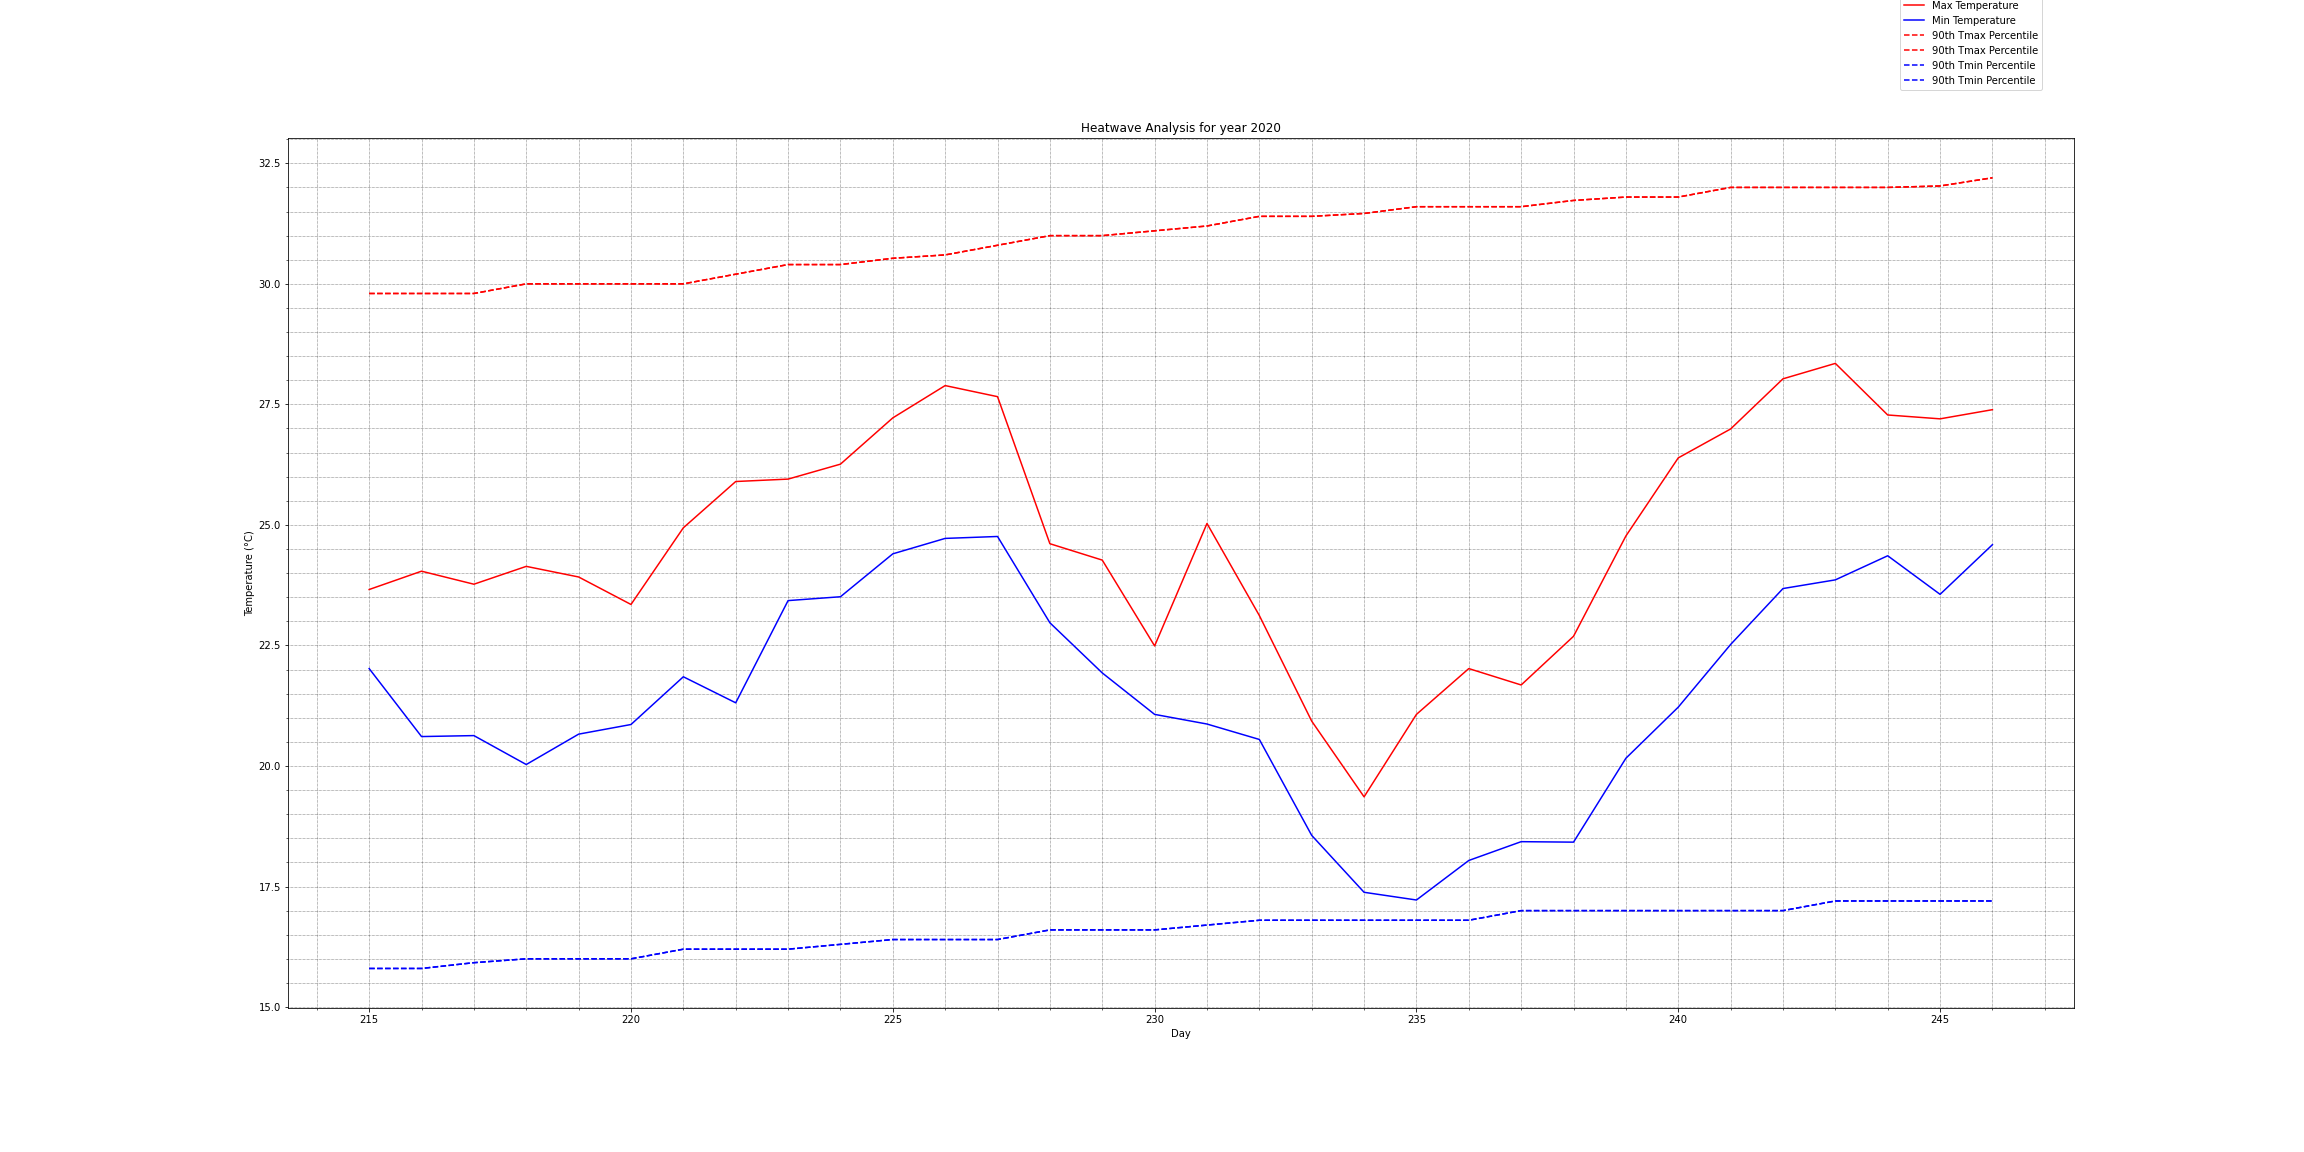 Max Temperature
Min Temperature
90th Tmax Percentile
90th Tmax Percentile
90th Tmin Percentile
90th Tmin Percentile
Heatwave Analysis for year 2020
32.5
30.0
27.5
25.0
22.5
20.0
17.5
15.0
Temperature (°C)
215 220 225 230 235 240 245
Day